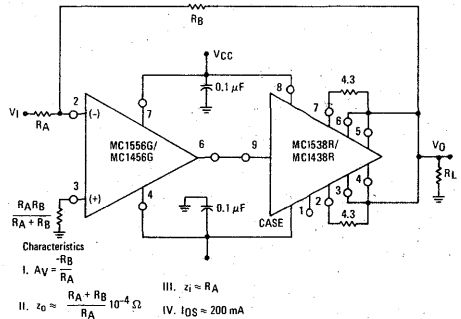 RB
VCC
0.1 μF
4.3
8
7
6
5
VI
RA
2
(-)
7
MC1556G/
MC1456G
6
9
MC1538R/
MC1438R
VO
RL
3
(+)
4
4
3
2
1
CASE
4.3
0.1 μF
RARB
RA + RB
Characteristics
I. AV = -RB
RA
II. zo ≈ RA + RB 10-4 Ω
RA
III. zi ≈ RA
IV. IOS ≈ 200 mA